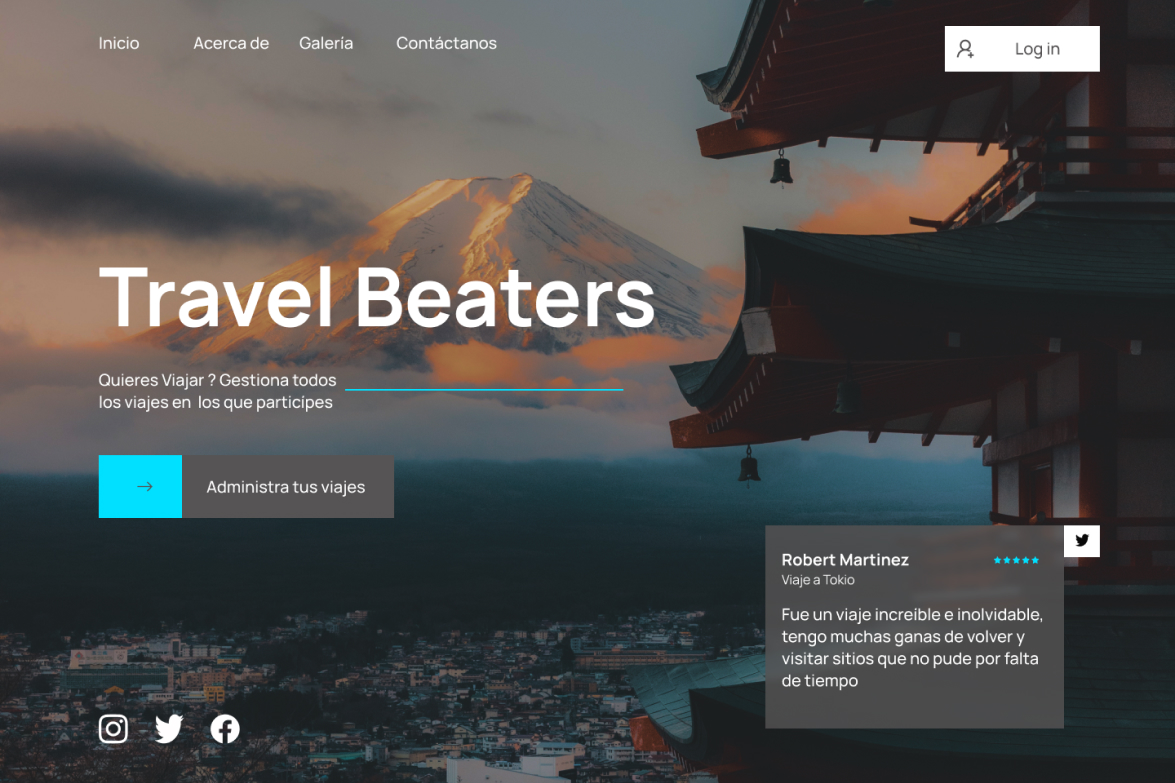 Inicio
Acerca de
Galería
Contáctanos
Log in
Travel Beaters
Quieres Viajar ? Gestiona todos
los viajes en los que participes
Administra tus viajes
Robert Martinez
Viaje a Tokio
Fue un viaje increible e inolvidable,
tengo muchas ganas de volver y
visitar sitios que no pude por falta
de tiempo